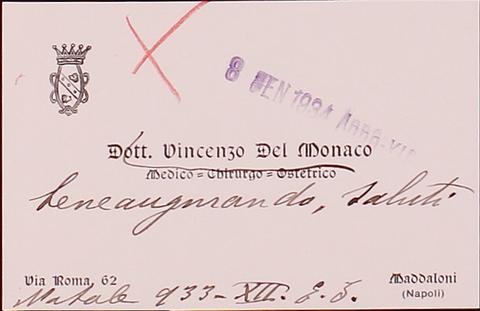 8 GEN 1934 ANNO XII
Dott. Vincenzo Del Monaco
Medico = Chirurgo = Ostetrico
beneaugurando, saluti
Via Roma, 62
Maddaloni
(Napoli)
Natale 933 - XII. E. F.